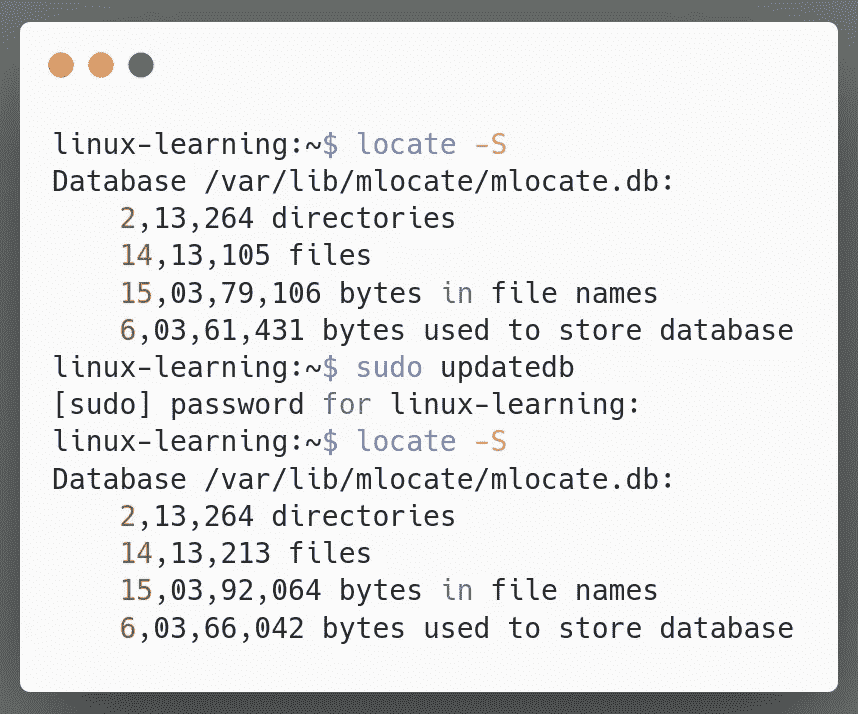 linux-learning:~$ locate -S
Database /var/lib/mlocate/mlocate.db:
    2,13,264 directories
    14,13,105 files
    15,03,79,106 bytes in file names
    6,03,61,431 bytes used to store database
linux-learning:~$ sudo updatedb
[sudo] password for linux-learning:
linux-learning:~$ locate -S
Database /var/lib/mlocate/mlocate.db:
    2,13,264 directories
    14,13,213 files
    15,03,92,064 bytes in file names
    6,03,66,042 bytes used to store database